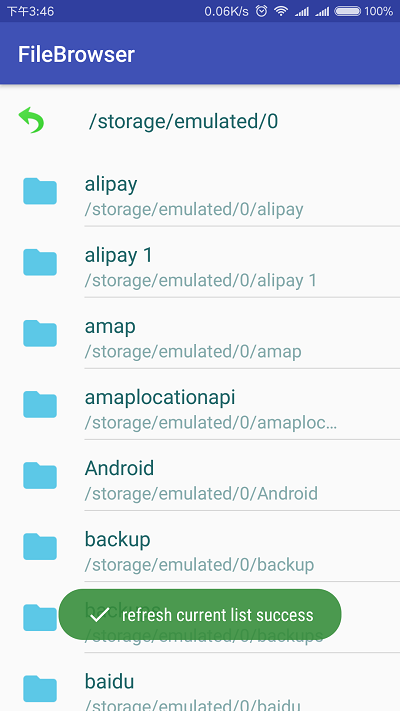 下午3:46
0.06K/s
100%
FileBrowser
/storage/emulated/0
alipay
/storage/emulated/0/alipay
alipay 1
/storage/emulated/0/alipay 1
amap
/storage/emulated/0/amap
amaplocationapi
/storage/emulated/0/amaploc...
Android
/storage/emulated/0/Android
backup
/storage/emulated/0/backup
backups
refresh current list success
/storage/emulated/0/backups
baidu
/storage/emulated/0/baidu